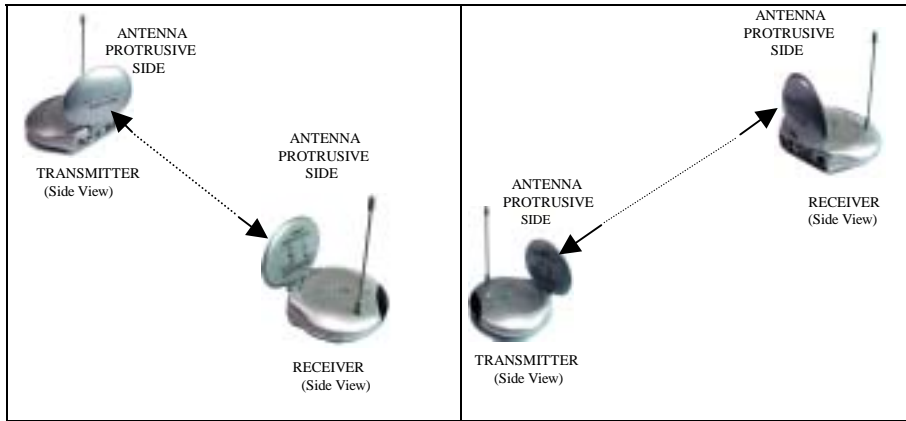 ANTENNA
PROTRUSIVE
SIDE
TRANSMITTER
(Side View)
ANTENNA
PROTRUSIVE
SIDE
RECEIVER
(Side View)
ANTENNA
PROTRUSIVE
SIDE
RECEIVER
(Side View)
ANTENNA
PROTRUSIVE
SIDE
TRANSMITTER
(Side View)